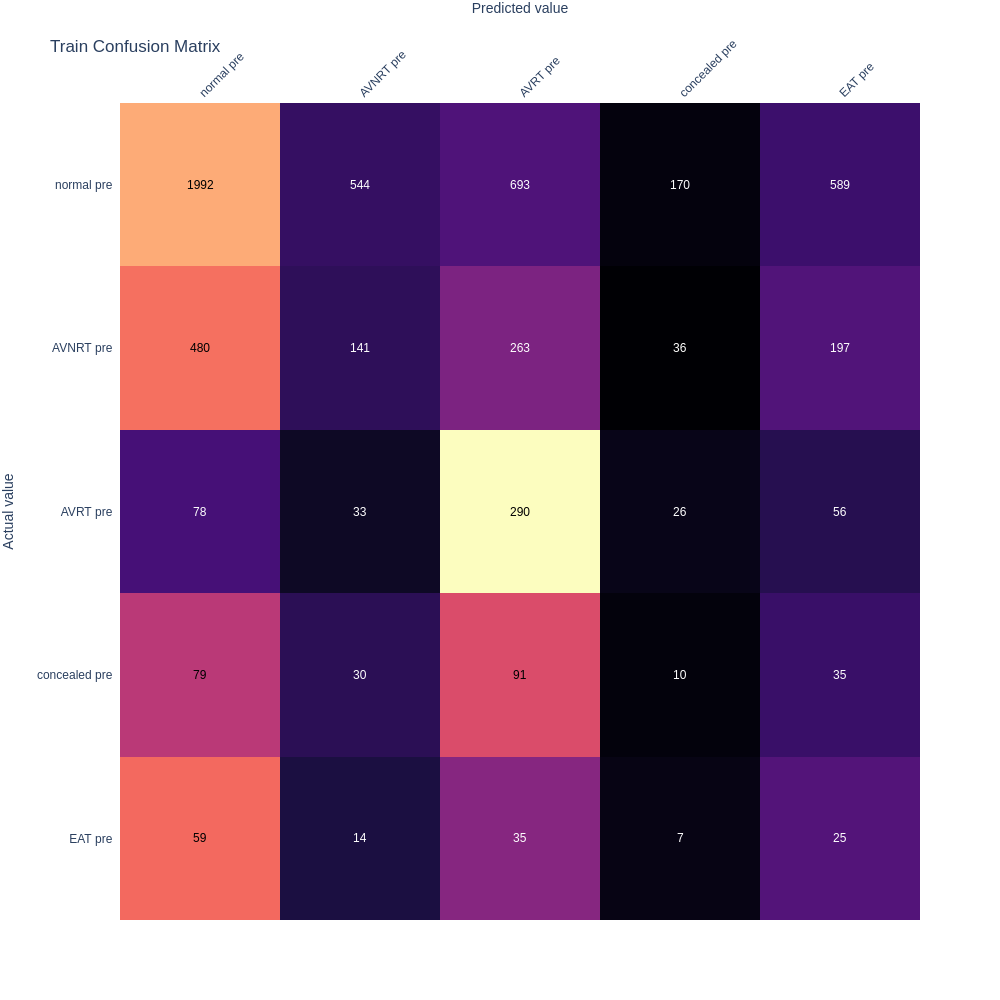 Predicted value
Train Confusion Matrix
normal pre AVNRT pre AVRT pre concealed pre EAT pre
normal pre 1992 544 693 170 589
AVNRT pre 480 141 263 36 197
Actual value
AVRT pre 78 33 290 26 56
concealed pre 79 30 91 10 35
EAT pre 59 14 35 7 25